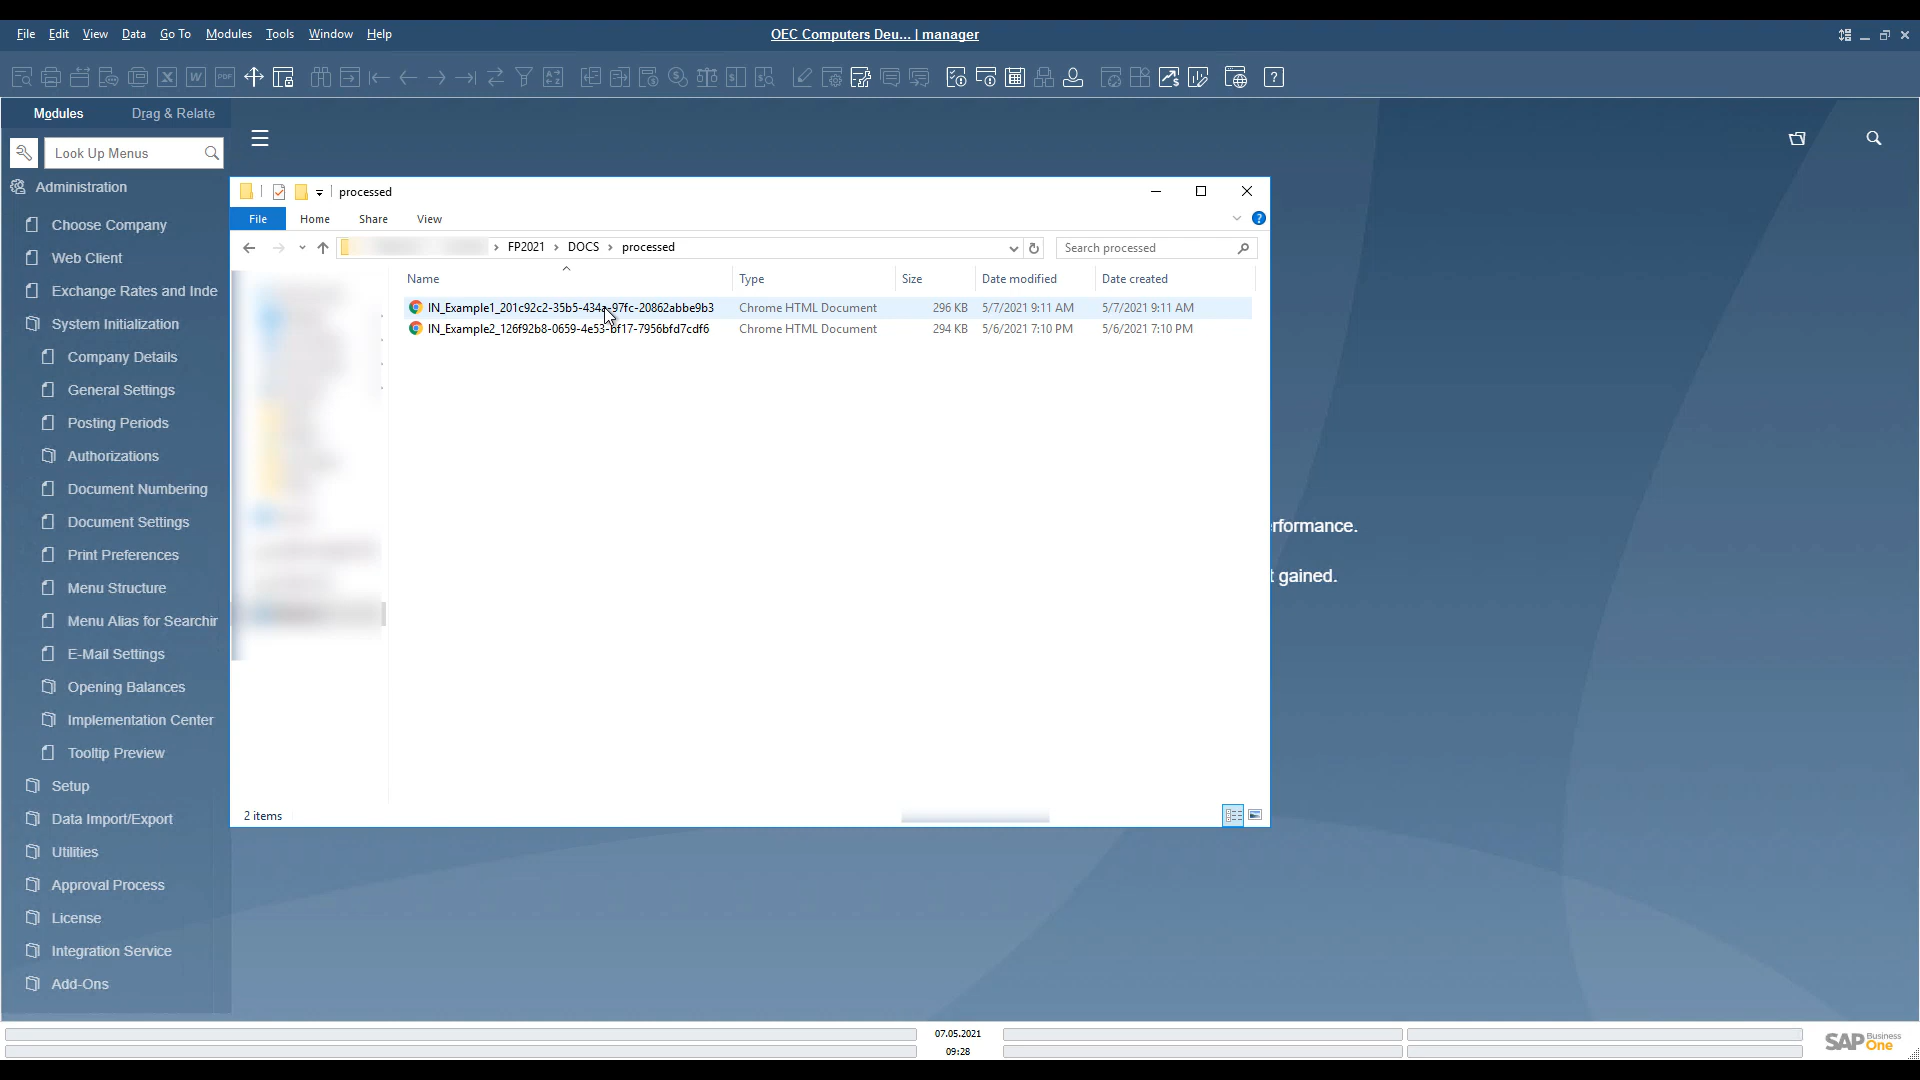 File Edit View Data Go To Modules Tools Window Help
OEC Computers Deu... | manager
Modules Drag & Relate
Look Up Menus
Administration
Choose Company
Web Client
Exchange Rates and Inde
System Initialization
Company Details
General Settings
Posting Periods
Authorizations
Document Numbering
Document Settings
Print Preferences
Menu Structure
Menu Alias for Searchin
E-Mail Settings
Opening Balances
Implementation Center
Tooltip Preview
Setup
Data Import/Export
Utilities
Approval Process
License
Integration Service
Add-Ons
processed
File Home Share View
FP2021 DOCS processed
Search processed
Name Type Size Date modified Date created
IN_Example1_201c92c2-35b5-434a-97fc-20862abbe9b3 Chrome HTML Document 296 KB 5/7/2021 9:11 AM 5/7/2021 9:11 AM
IN_Example2_126f92b8-0659-4e53-bf17-7956bfd7cdf6 Chrome HTML Document 294 KB 5/6/2021 7:10 PM 5/6/2021 7:10 PM
2 items
rformance.
t gained.
07.05.2021
09:28
SAP Business One